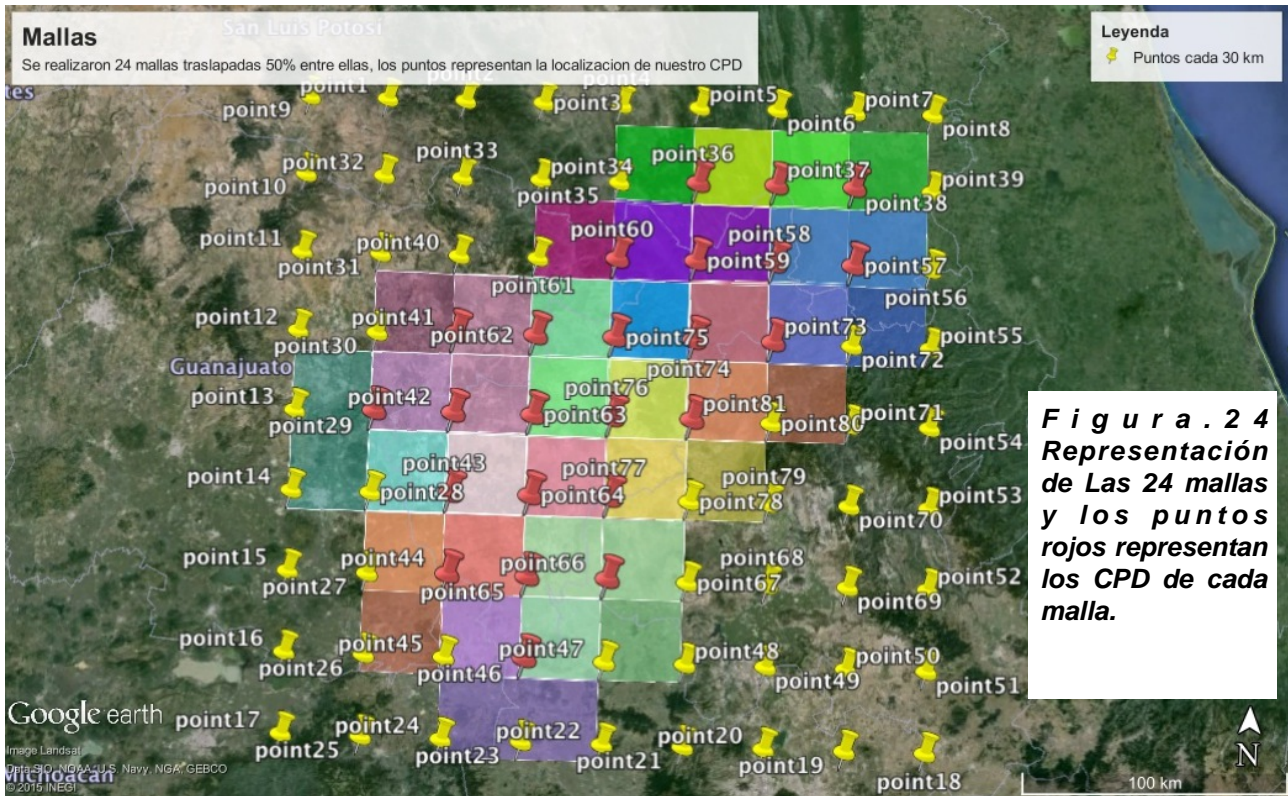 San Luis Potosí
Mallas
Se realizaron 24 mallas traslapadas 50% entre ellas, los puntos representan la localizacion de nuestro CPD
Leyenda
Puntos cada 30 km
tes
point1
point2
point4
point9
point3
point5
point7
point6
point8
point32
point33
point34
point36
point37
point10
point35
point38
point39
point11
point40
point60
point58
point31
point59
point57
point61
point56
point12
point41
point62
point75
point73
point55
point30
point72
Guanajuato
point74
point13
point42
point76
point81
point71
point29
point63
point80
point54
point14
point43
point77
point79
point28
point64
point78
point53
point70
point15
point44
point66
point68
point52
point27
point65
point67
point69
point16
point45
point47
point48
point50
point26
point46
point49
point51
Google earth
point17
point24
point22
point20
point25
point23
point21
point19
point18
Image Landsat
Data SIO, NOAA, U.S. Navy, NGA, GEBCO
Michoacán
© 2015 INEGI
N
100 km
Figura.24
Representación
de Las 24 mallas
y los puntos
rojos representan
los CPD de cada
malla.